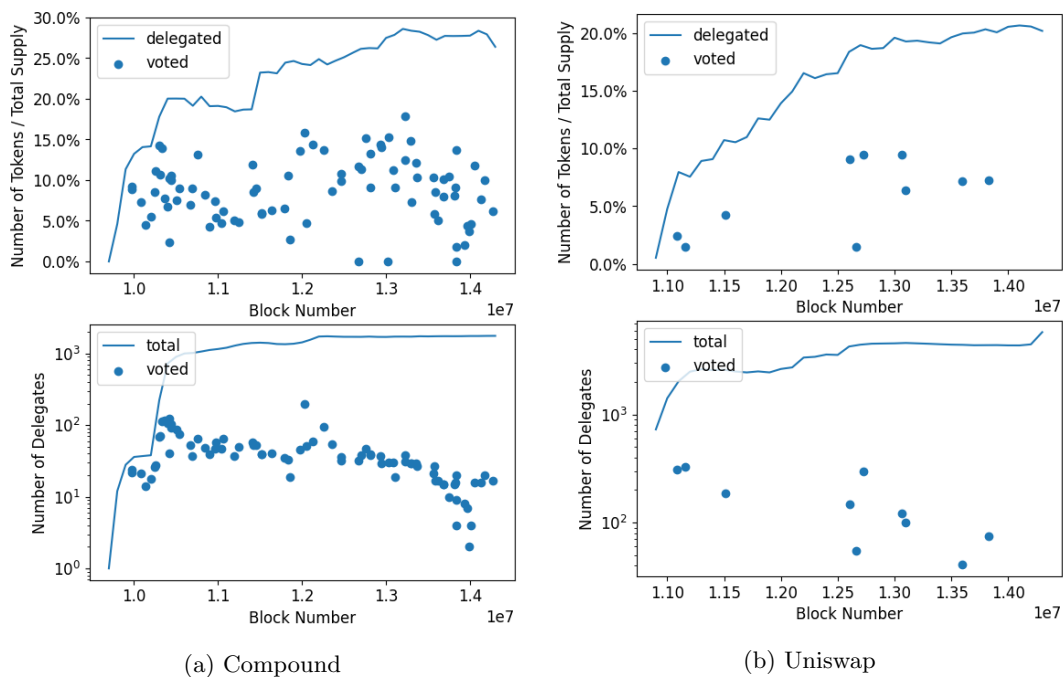 30.0%
25.0%
20.0%
15.0%
10.0%
5.0%
0.0%
Number of Tokens / Total Supply
delegated
voted
1.0 1.1 1.2 1.3 1.4
Block Number
1e7
20.0%
15.0%
10.0%
5.0%
0.0%
Number of Tokens / Total Supply
delegated
voted
1.10 1.15 1.20 1.25 1.30 1.35 1.40
Block Number
1e7
10^3
10^2
10^1
10^0
Number of Delegates
total
voted
1.0 1.1 1.2 1.3 1.4
Block Number
1e7
10^3
10^2
Number of Delegates
total
voted
1.10 1.15 1.20 1.25 1.30 1.35 1.40
Block Number
1e7
(a) Compound
(b) Uniswap